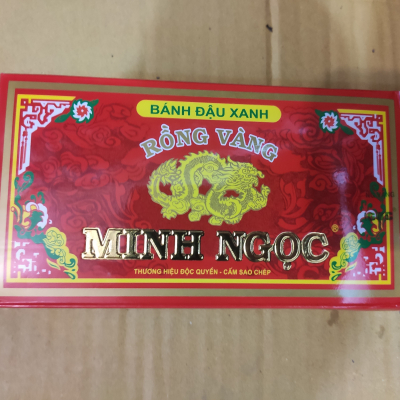 BÁNH ĐẬU XANH
RỒNG VÀNG
MINH NGỌC ®
THƯƠNG HIỆU ĐỘC QUYỀN - CẤM SAO CHÉP